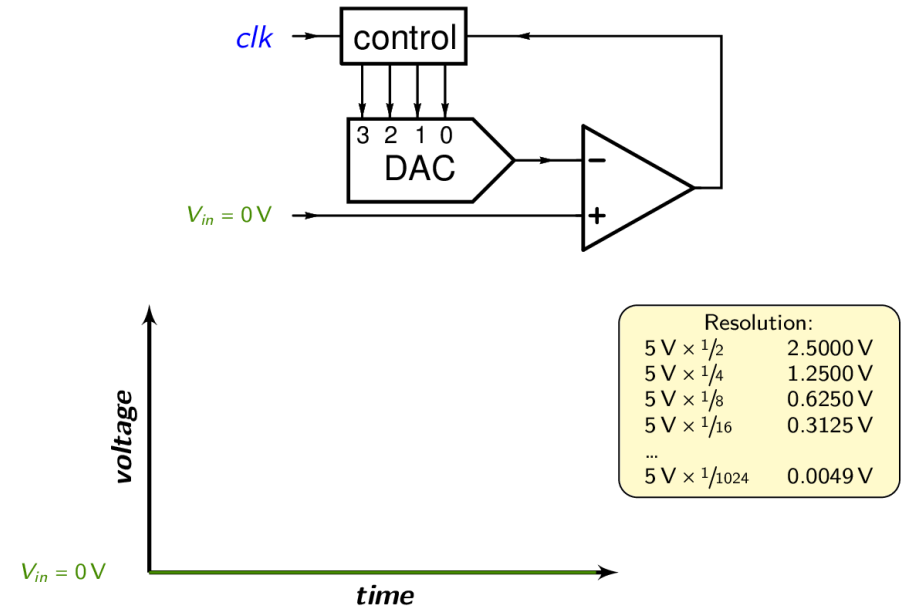 clk
control
3 2 1 0
DAC
−
V_in = 0 V
+
Resolution:
5 V × 1/2 2.5000 V
5 V × 1/4 1.2500 V
5 V × 1/8 0.6250 V
5 V × 1/16 0.3125 V
...
5 V × 1/1024 0.0049 V
voltage
V_in = 0 V
time